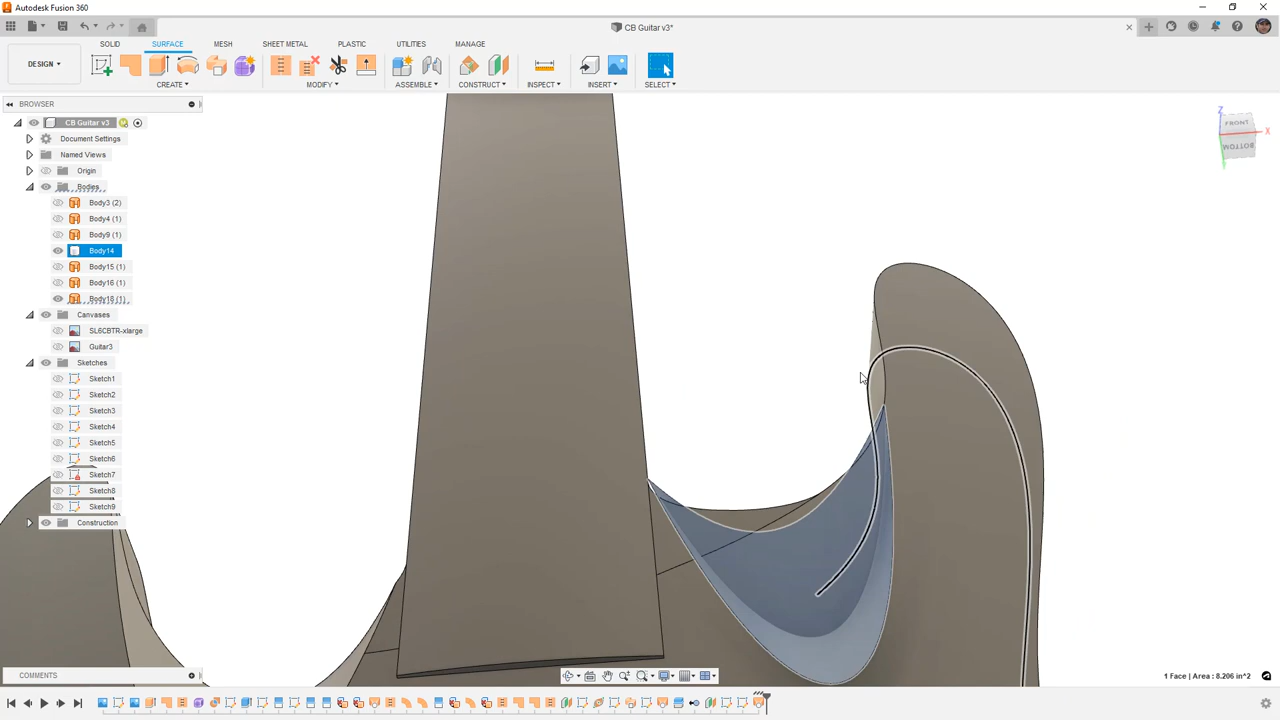 Autodesk Fusion 360
CB Guitar v3*
DESIGN
SOLID
SURFACE
MESH
SHEET METAL
PLASTIC
UTILITIES
MANAGE
CREATE
MODIFY
ASSEMBLE
CONSTRUCT
INSPECT
INSERT
SELECT
BROWSER
CB Guitar v3
Document Settings
Named Views
Origin
Bodies
Body3 (2)
Body4 (1)
Body9 (1)
Body14
Body15 (1)
Body16 (1)
Body18 (1)
Canvases
SL6CBTR-xlarge
Guitar3
Sketches
Sketch1
Sketch2
Sketch3
Sketch4
Sketch5
Sketch6
Sketch7
Sketch8
Sketch9
Construction
Z
FRONT
X
BOTTOM
COMMENTS
1 Face | Area : 8.206 in^2